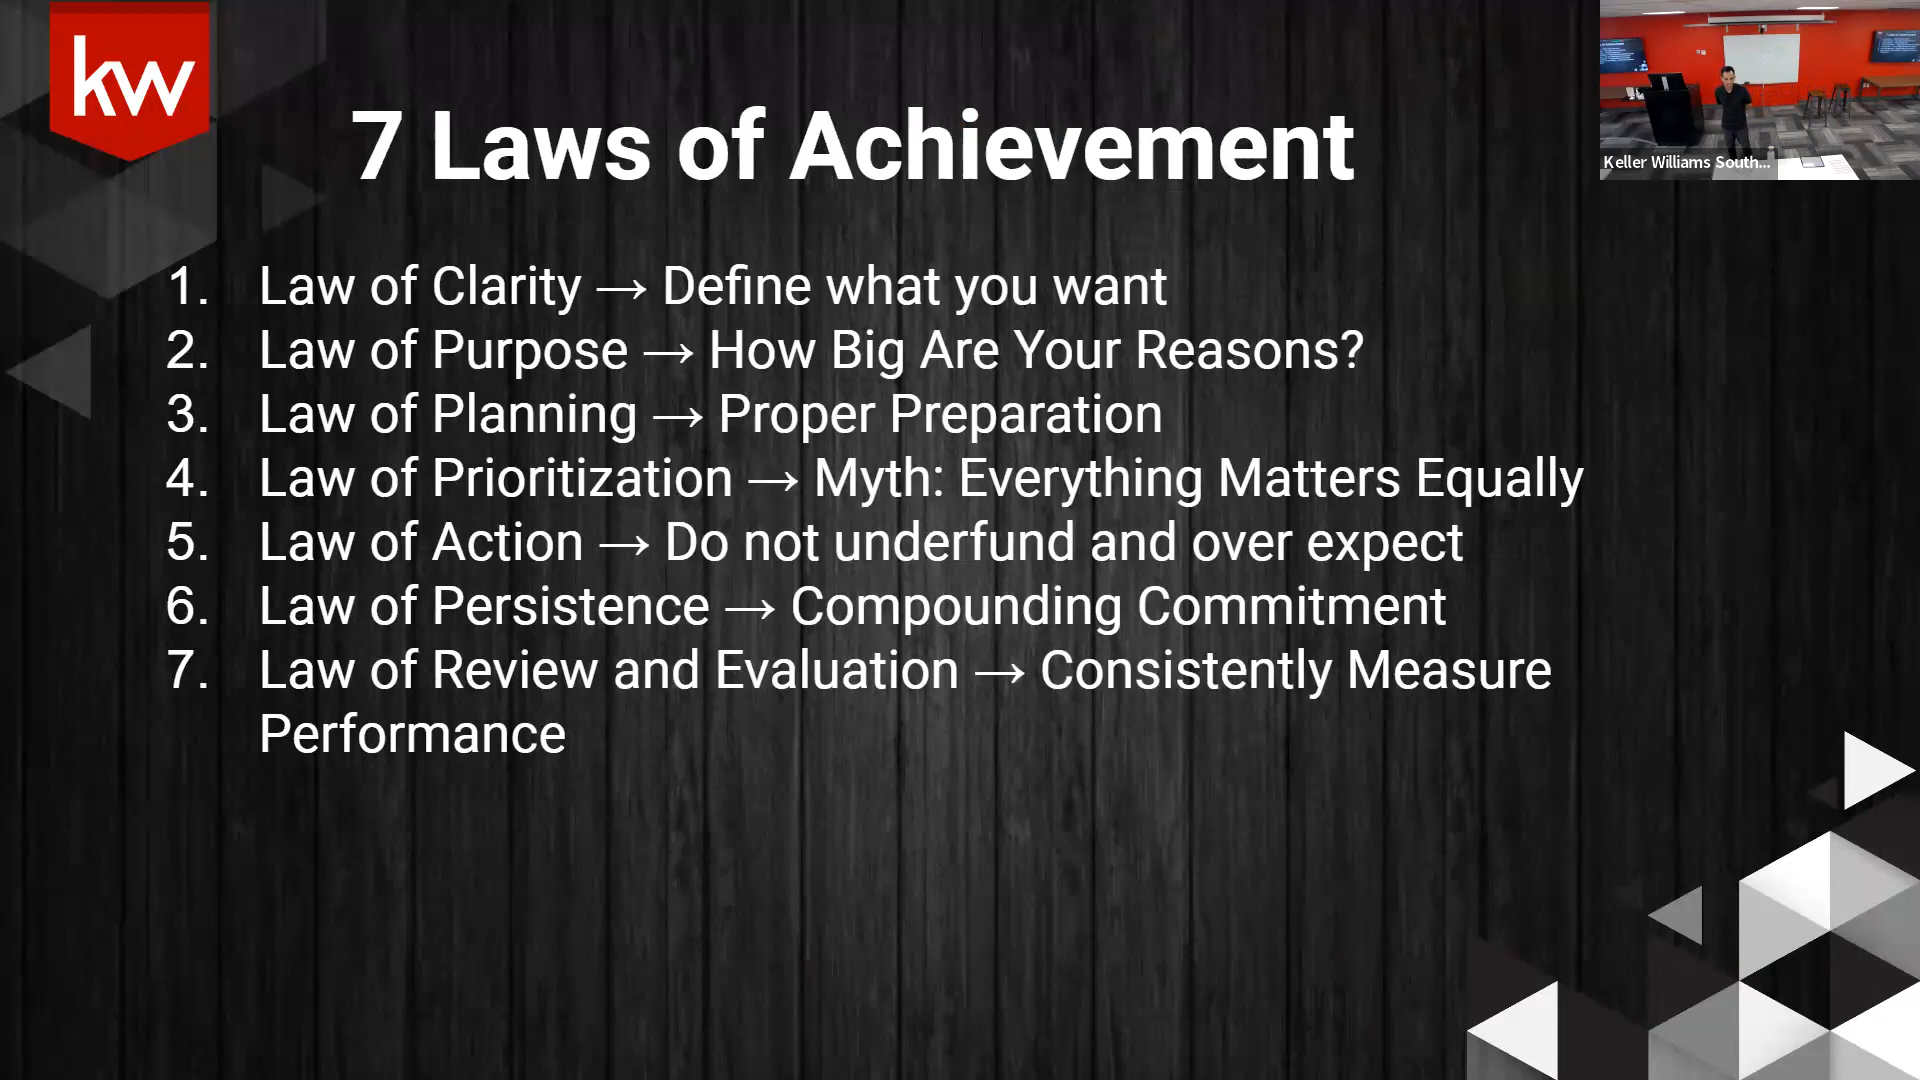 kw
7 Laws of Achievement
Keller Williams South...
1. Law of Clarity → Define what you want
2. Law of Purpose → How Big Are Your Reasons?
3. Law of Planning → Proper Preparation
4. Law of Prioritization → Myth: Everything Matters Equally
5. Law of Action → Do not underfund and over expect
6. Law of Persistence → Compounding Commitment
7. Law of Review and Evaluation → Consistently Measure
Performance